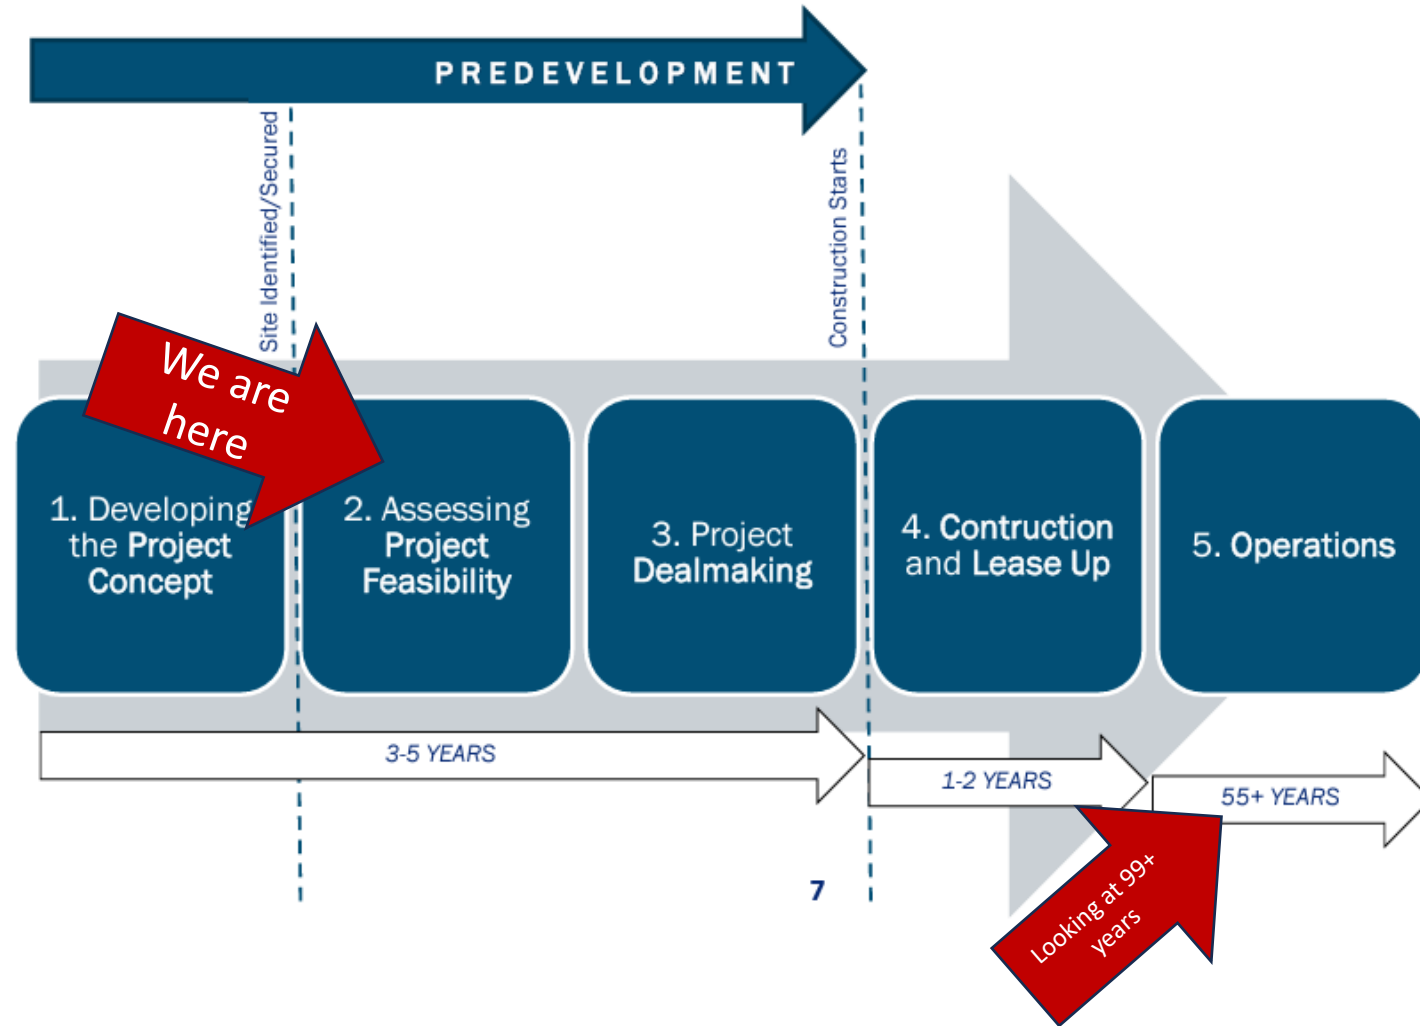 PREDEVELOPMENT
Site Identified/Secured
Construction Starts
We are
here
1. Developing
the Project
Concept
2. Assessing
Project
Feasibility
3. Project
Dealmaking
4. Contruction
and Lease Up
5. Operations
3-5 YEARS
1-2 YEARS
55+ YEARS
Looking at 99+
years
7